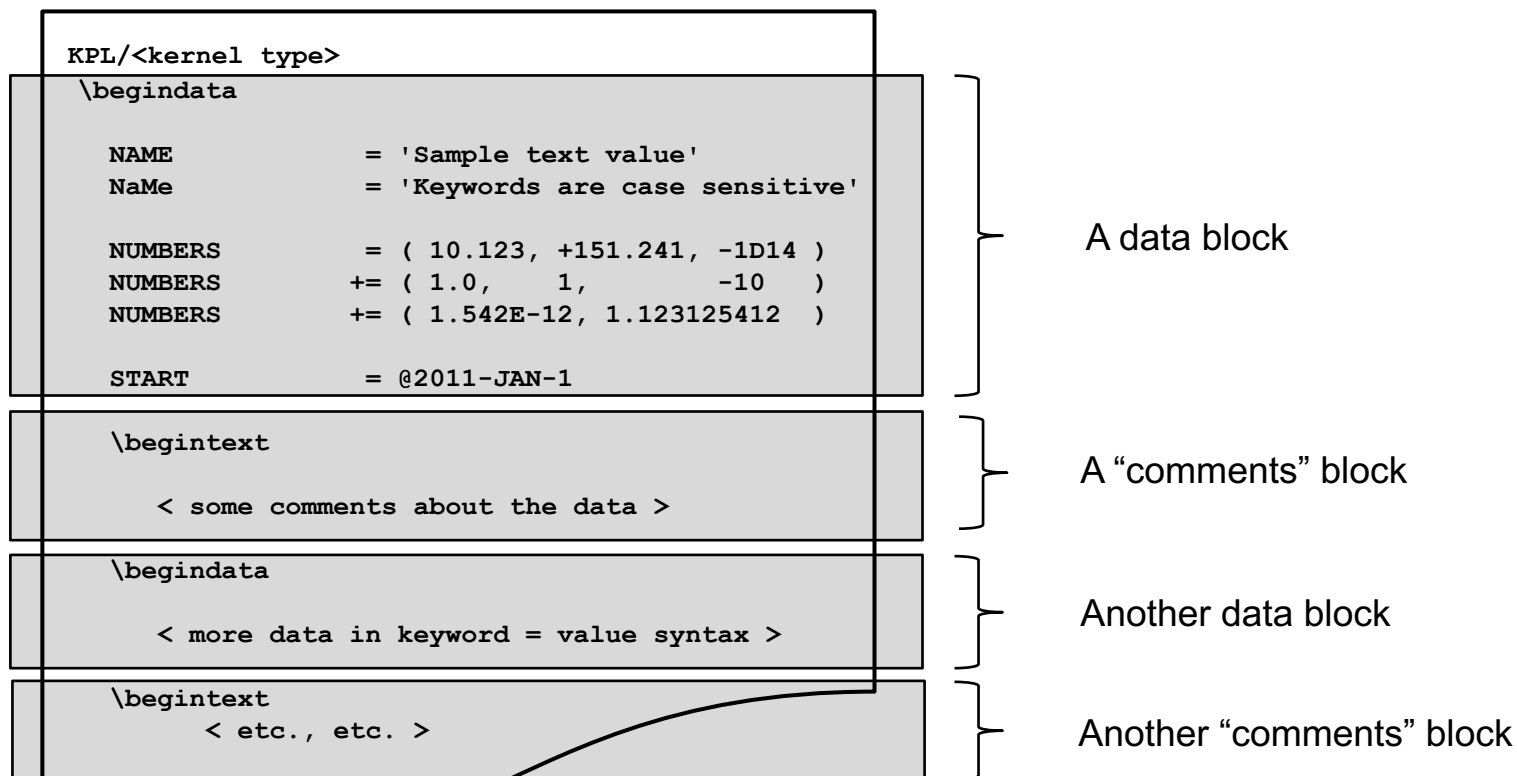 KPL/<kernel type>
\begindata
NAME = 'Sample text value'
NaMe = 'Keywords are case sensitive'
NUMBERS = ( 10.123, +151.241, -1D14 )
NUMBERS += ( 1.0, 1, -10 )
NUMBERS += ( 1.542E-12, 1.123125412 )
START = @2011-JAN-1
A data block
\begintext
< some comments about the data >
A “comments” block
\begindata
< more data in keyword = value syntax >
Another data block
\begintext
< etc., etc. >
Another “comments” block